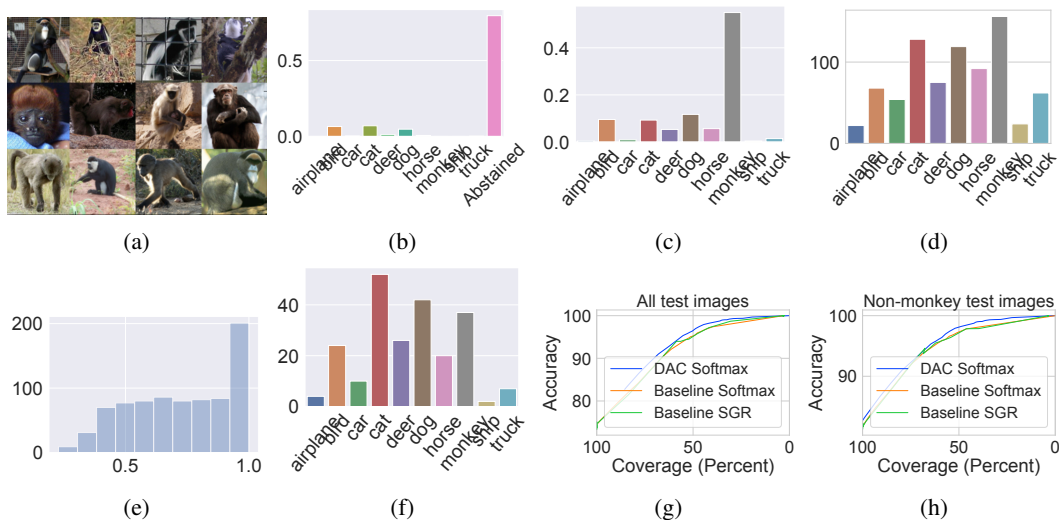 0.5
0.0
airplane
bird
car
cat
deer
dog
horse
monkey
ship
truck
Abstained
0.4
0.2
0.0
airplane
bird
car
cat
deer
dog
horse
monkey
ship
truck
100
0
airplane
bird
car
cat
deer
dog
horse
monkey
ship
truck
(a)
(b)
(c)
(d)
200
100
0
0.5
1.0
40
20
0
airplane
bird
car
cat
deer
dog
horse
monkey
ship
truck
All test images
Accuracy
100
90
80
DAC Softmax
Baseline Softmax
Baseline SGR
100
50
0
Coverage (Percent)
Non-monkey test images
Accuracy
100
90
DAC Softmax
Baseline Softmax
Baseline SGR
100
50
0
Coverage (Percent)
(e)
(f)
(g)
(h)